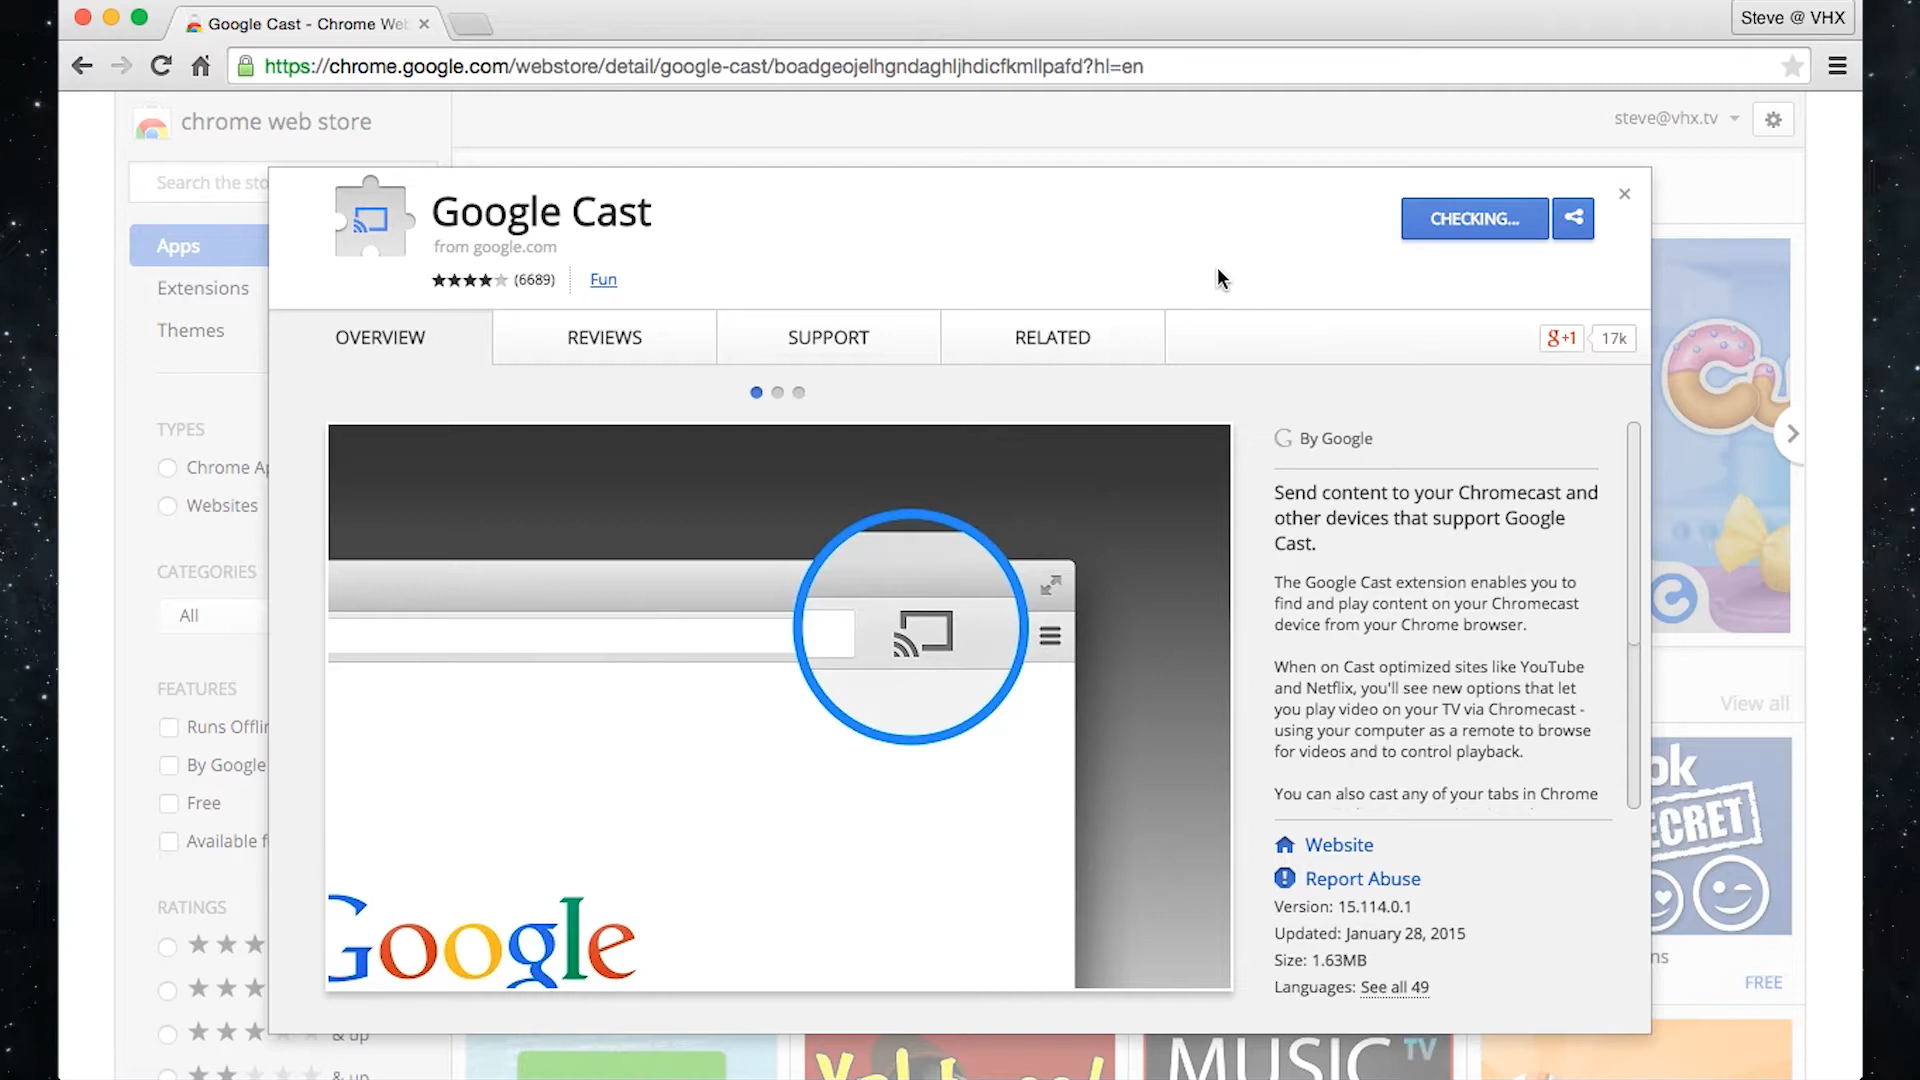 Google Cast - Chrome Web
Steve @ VHX
https://chrome.google.com/webstore/detail/google-cast/boadgeojelhgndaghljhdicfkmllpafd?hl=en
chrome web store
steve@vhx.tv
Search the sto
Google Cast
from google.com
(6689)
Fun
CHECKING...
Apps
Extensions
Themes
OVERVIEW
REVIEWS
SUPPORT
RELATED
g+1
17k
TYPES
Chrome Ap
Websites
CATEGORIES
All
FEATURES
Runs Offlin
By Google
Free
Available f
RATINGS
& up
& up
Google
By Google
Send content to your Chromecast and
other devices that support Google
Cast.
The Google Cast extension enables you to
find and play content on your Chromecast
device from your Chrome browser.
When on Cast optimized sites like YouTube
and Netflix, you'll see new options that let
you play video on your TV via Chromecast -
using your computer as a remote to browse
for videos and to control playback.
You can also cast any of your tabs in Chrome
Website
Report Abuse
Version: 15.114.0.1
Updated: January 28, 2015
Size: 1.63MB
Languages: See all 49
View all
ok
ECRET
ns
FREE
MUSIC TV